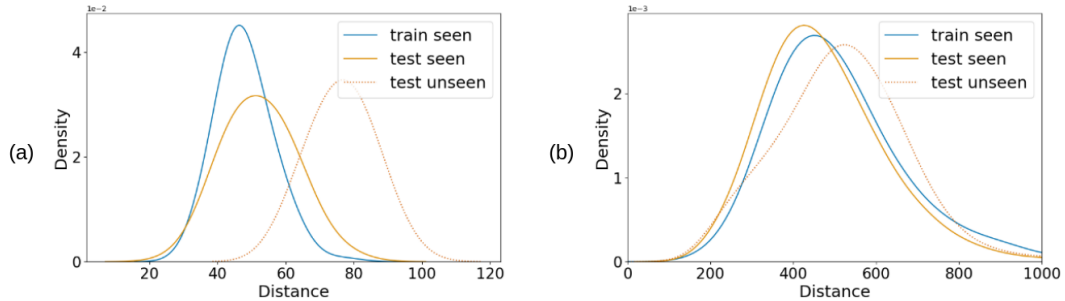 (a)
1e-2
4
2
0
Density
20
40
60
80
100
120
Distance
train seen
test seen
test unseen
(b)
1e-3
2
1
0
Density
0
200
400
600
800
1000
Distance
train seen
test seen
test unseen